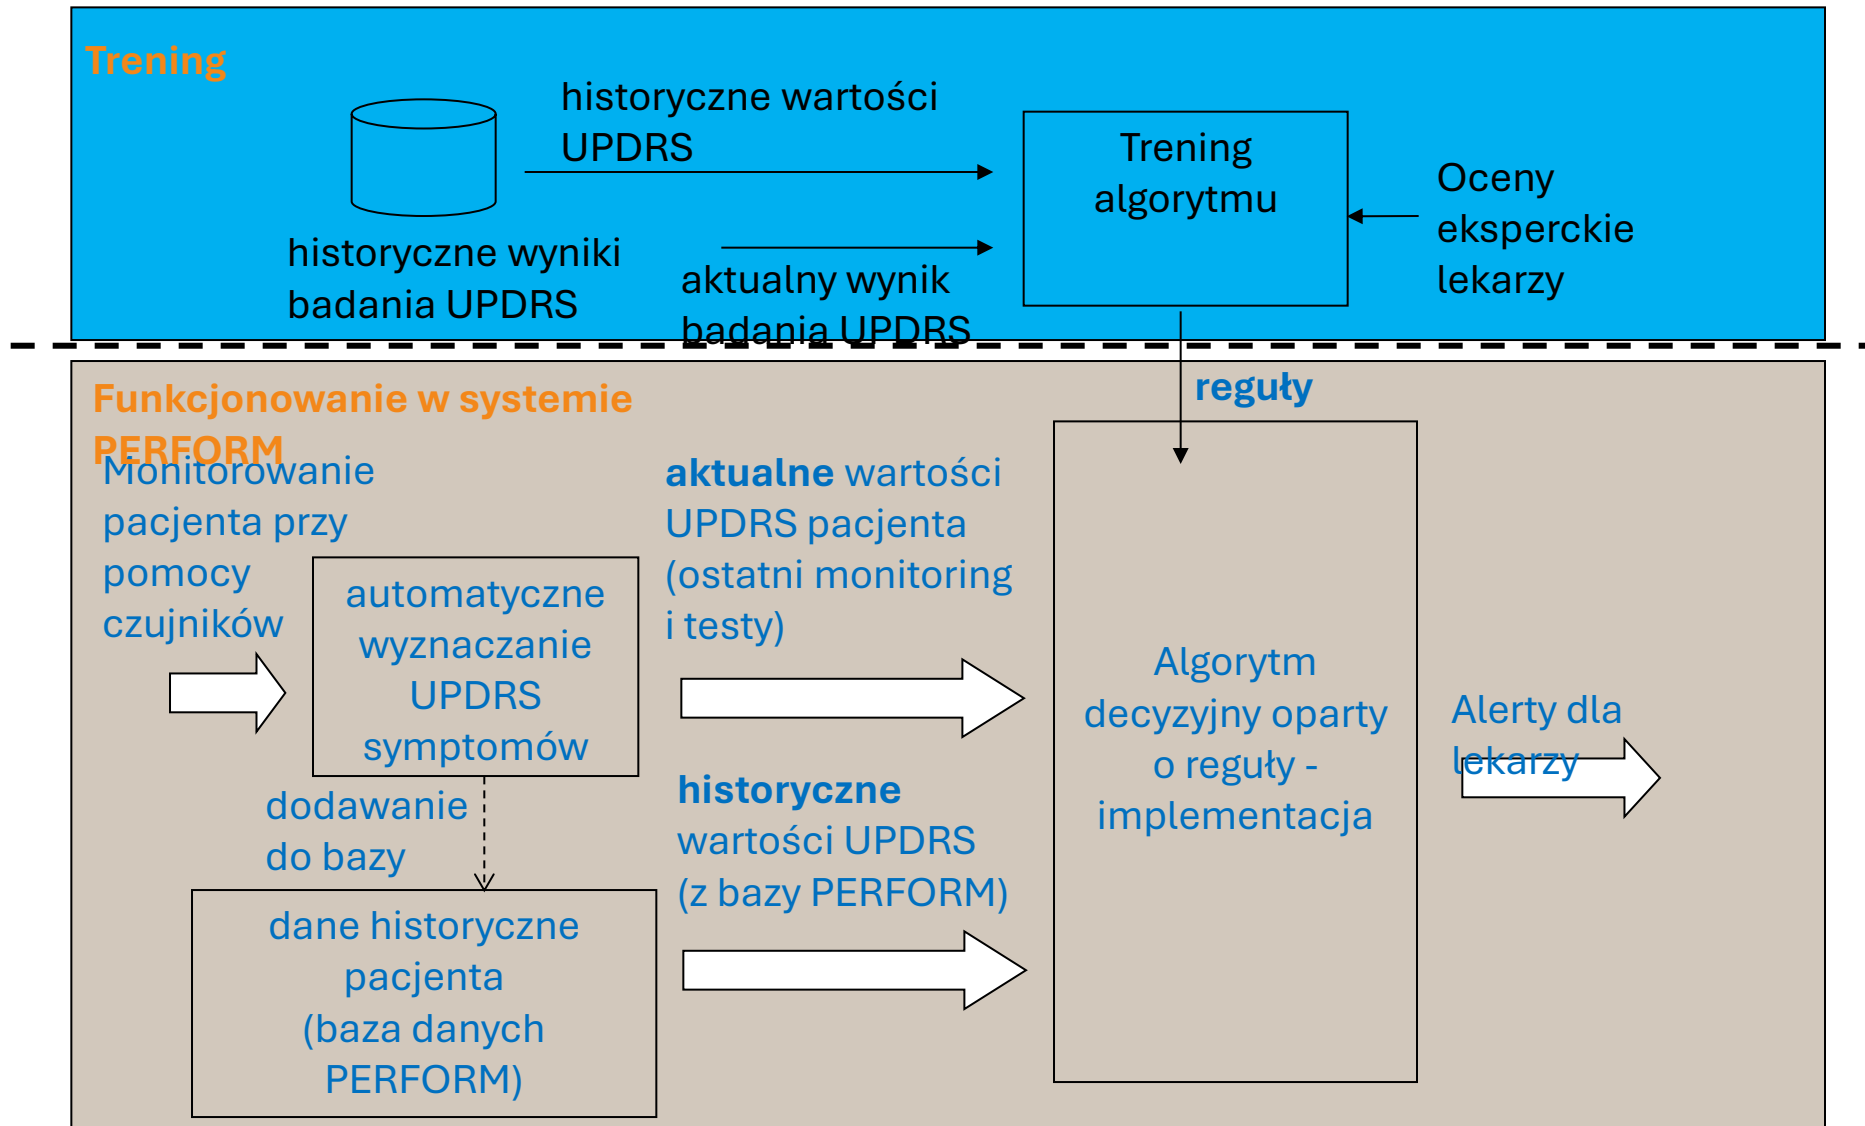 Trening
historyczne wartości
UPDRS
Trening
algorytmu
Oceny
eksperckie
lekarzy
historyczne wyniki
badania UPDRS
aktualny wynik
badania UPDRS
reguły
Funkcjonowanie w systemie
PERFORM
Monitorowanie
pacjenta przy
pomocy
czujników
automatyczne
wyznaczanie
UPDRS
symptomów
aktualne wartości
UPDRS pacjenta
(ostatni monitoring
i testy)
Algorytm
decyzyjny oparty
o reguły -
implementacja
Alerty dla
lekarzy
dodawanie
do bazy
historyczne
wartości UPDRS
(z bazy PERFORM)
dane historyczne
pacjenta
(baza danych
PERFORM)